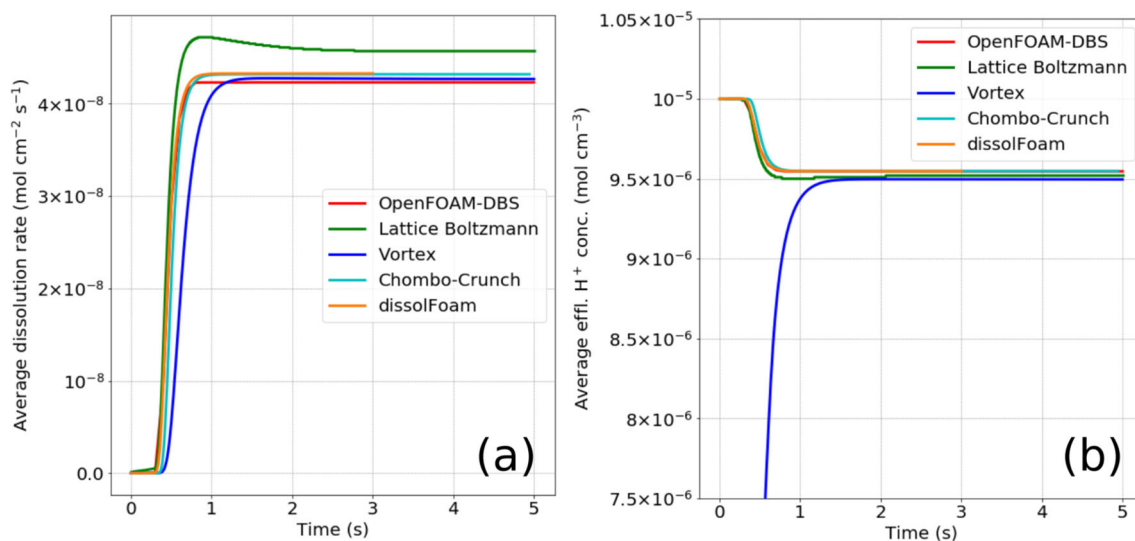 4×10⁻⁸
3×10⁻⁸
2×10⁻⁸
10⁻⁸
0.0
Average dissolution rate (mol cm⁻² s⁻¹)
OpenFOAM-DBS
Lattice Boltzmann
Vortex
Chombo-Crunch
dissolFoam
(a)
0 1 2 3 4 5
Time (s)
1.05×10⁻⁵
10⁻⁵
9.5×10⁻⁶
9×10⁻⁶
8.5×10⁻⁶
8×10⁻⁶
7.5×10⁻⁶
Average effl. H⁺ conc. (mol cm⁻³)
OpenFOAM-DBS
Lattice Boltzmann
Vortex
Chombo-Crunch
dissolFoam
(b)
0 1 2 3 4 5
Time (s)